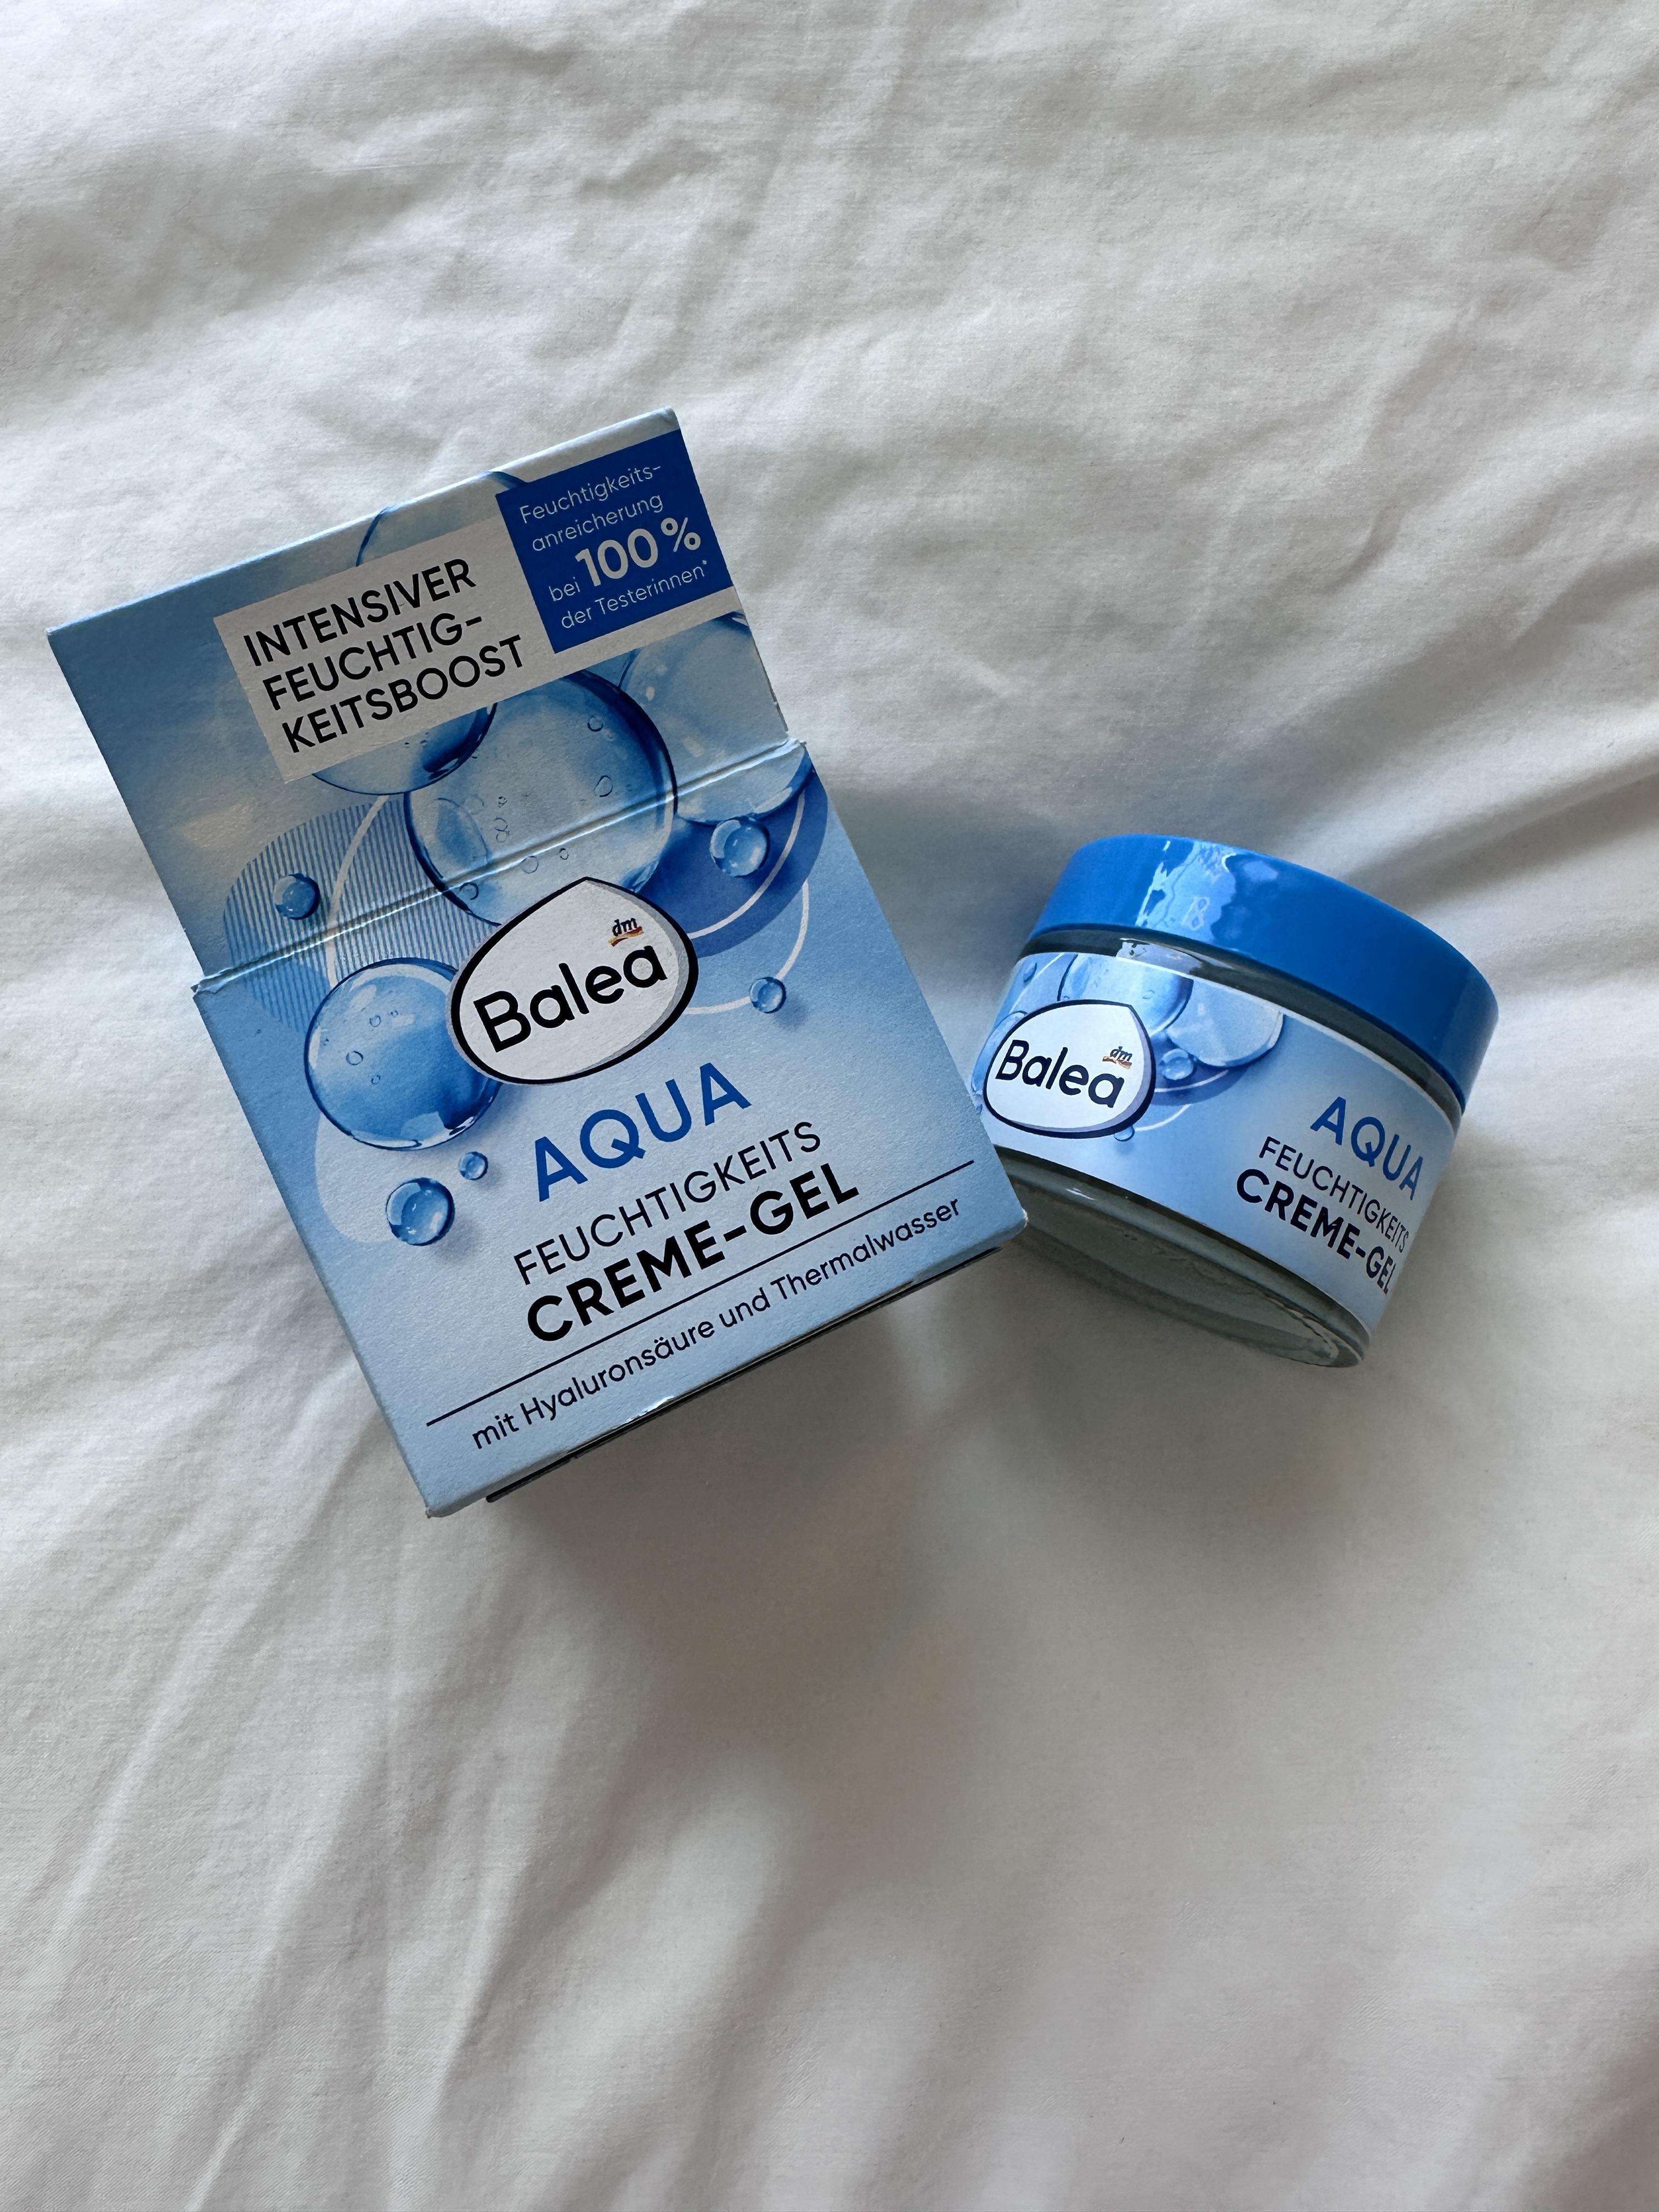 INTENSIVER
FEUCHTIG-
KEITSBOOST
Feuchtigkeits-
anreicherung
bei 100%
der Testerinnen*
dm
Balea
AQUA
FEUCHTIGKEITS
CREME-GEL
mit Hyaluronsäure und Thermalwasser
dm
Balea
AQUA
FEUCHTIGKEITS
CREME-GEL